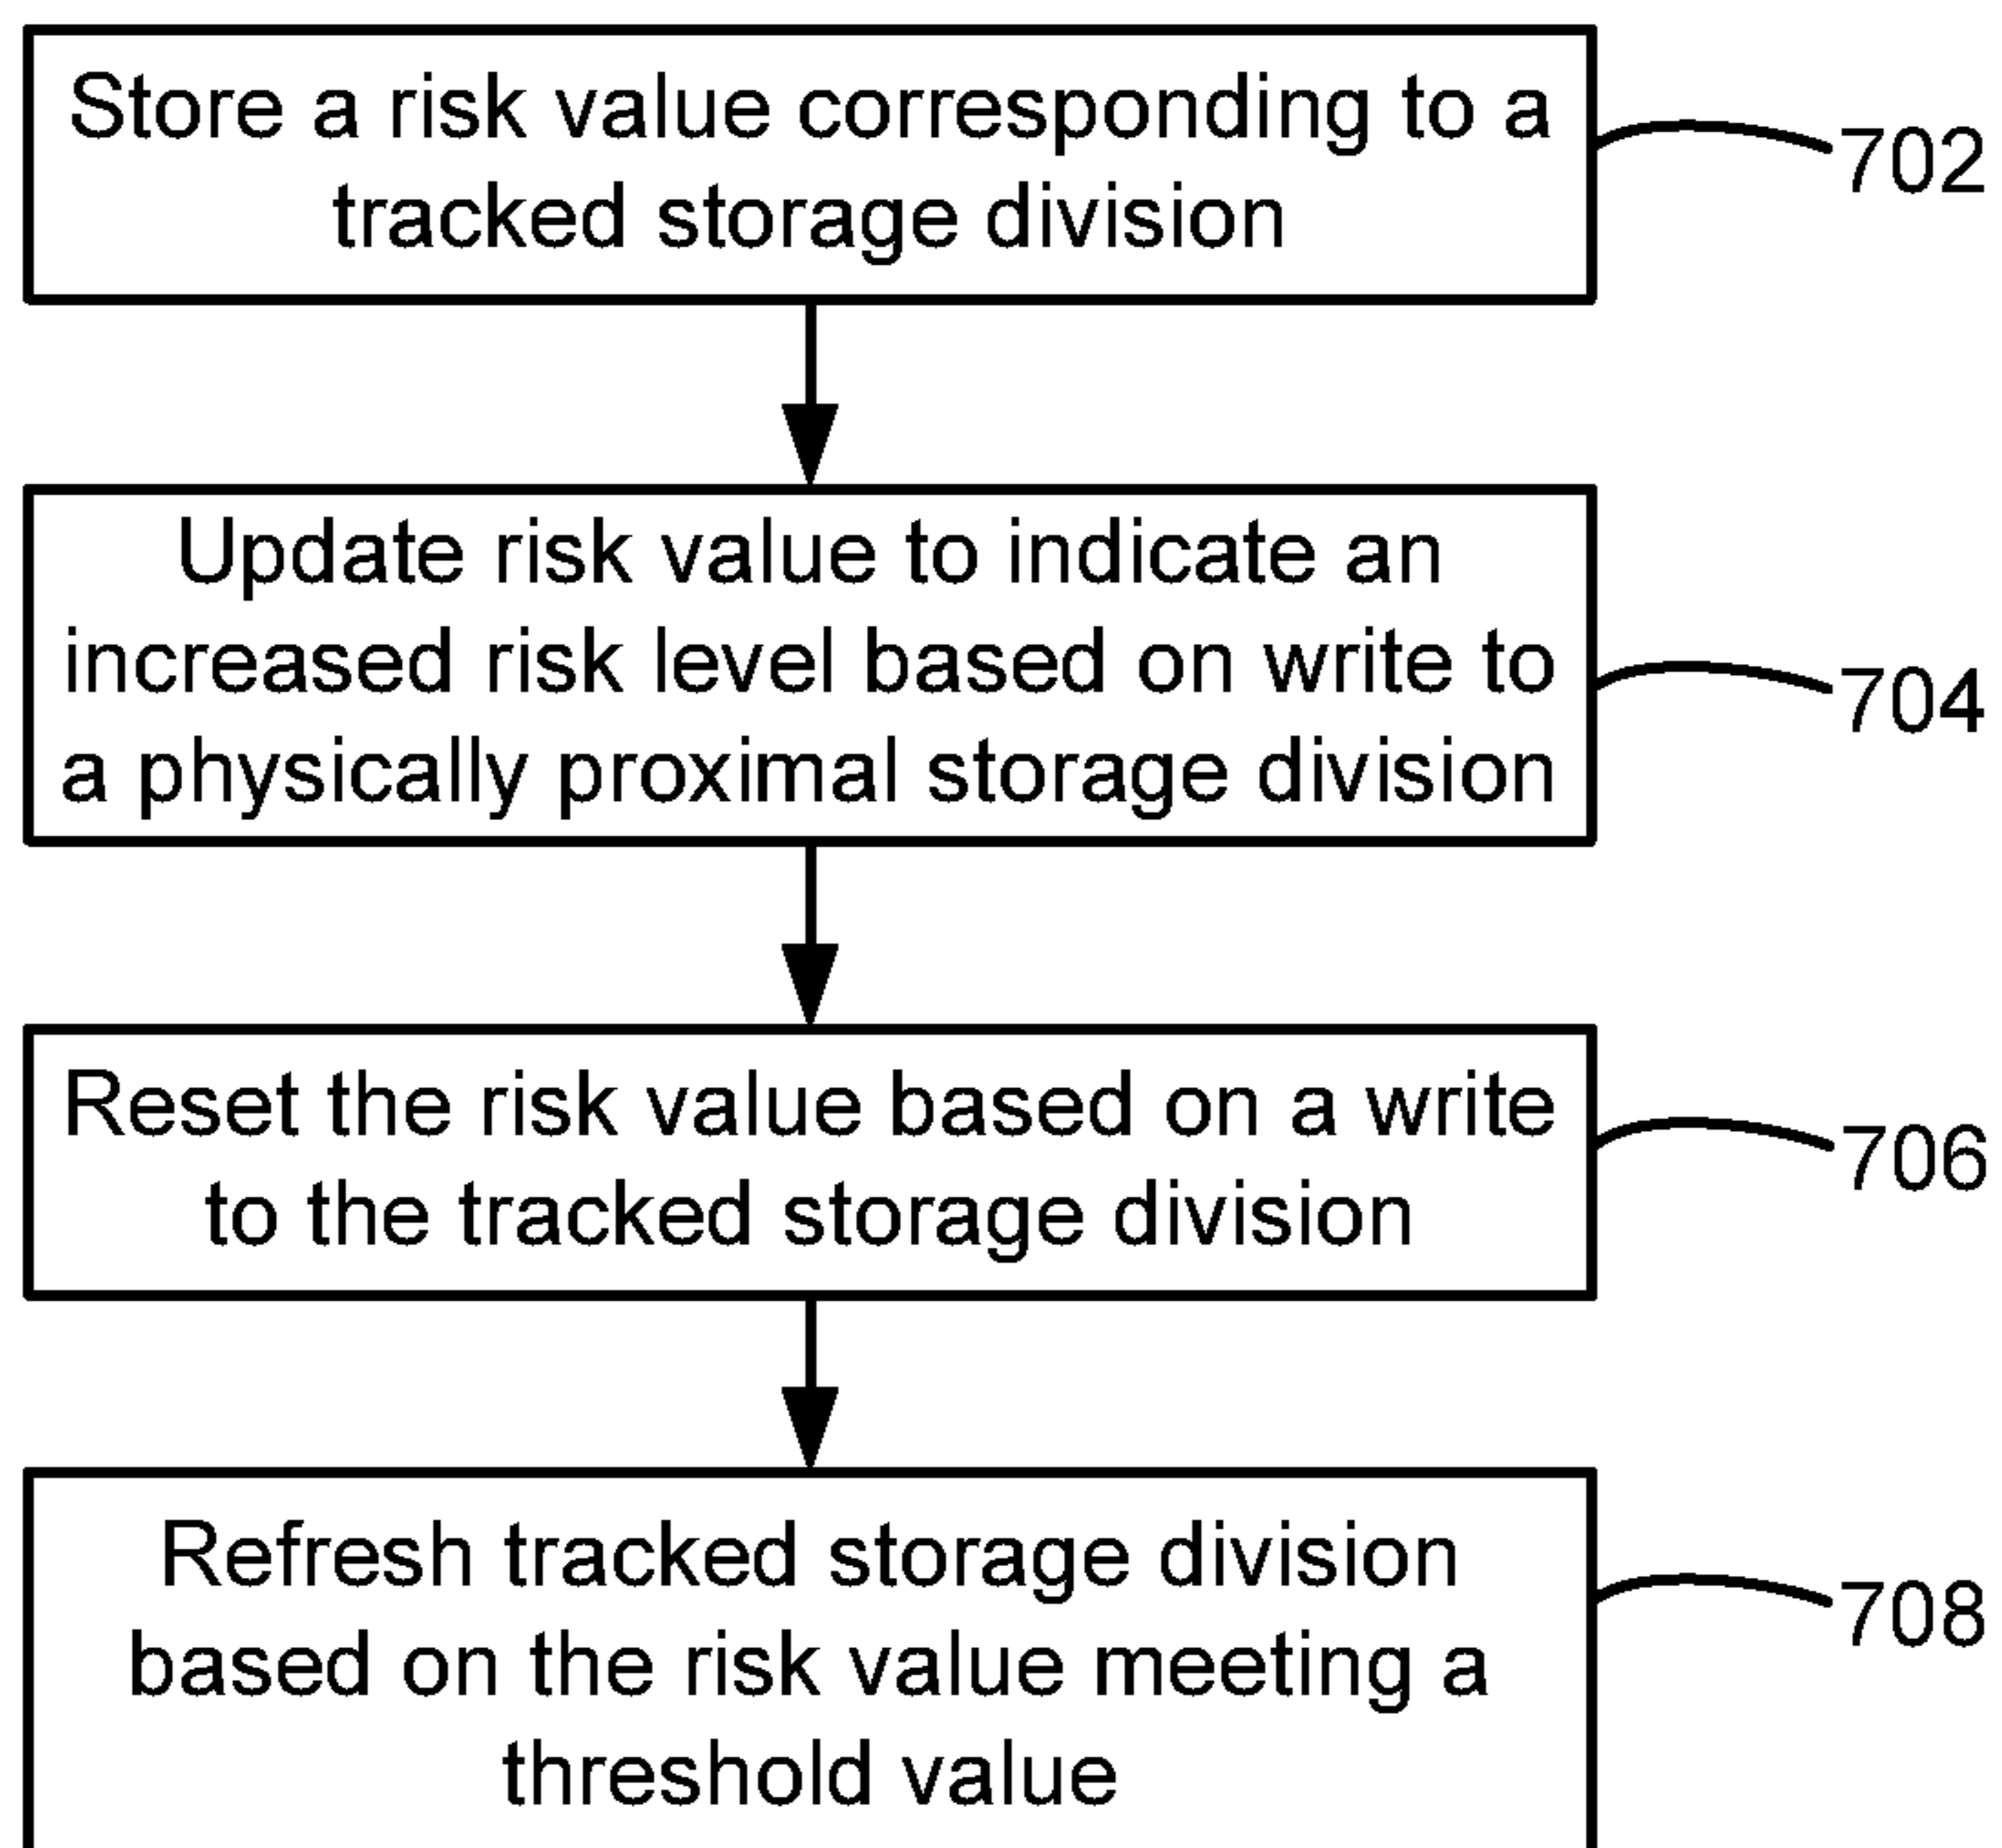 Store a risk value corresponding to a
tracked storage division
702
Update risk value to indicate an
increased risk level based on write to
a physically proximal storage division
704
Reset the risk value based on a write
to the tracked storage division
706
Refresh tracked storage division
based on the risk value meeting a
threshold value
708